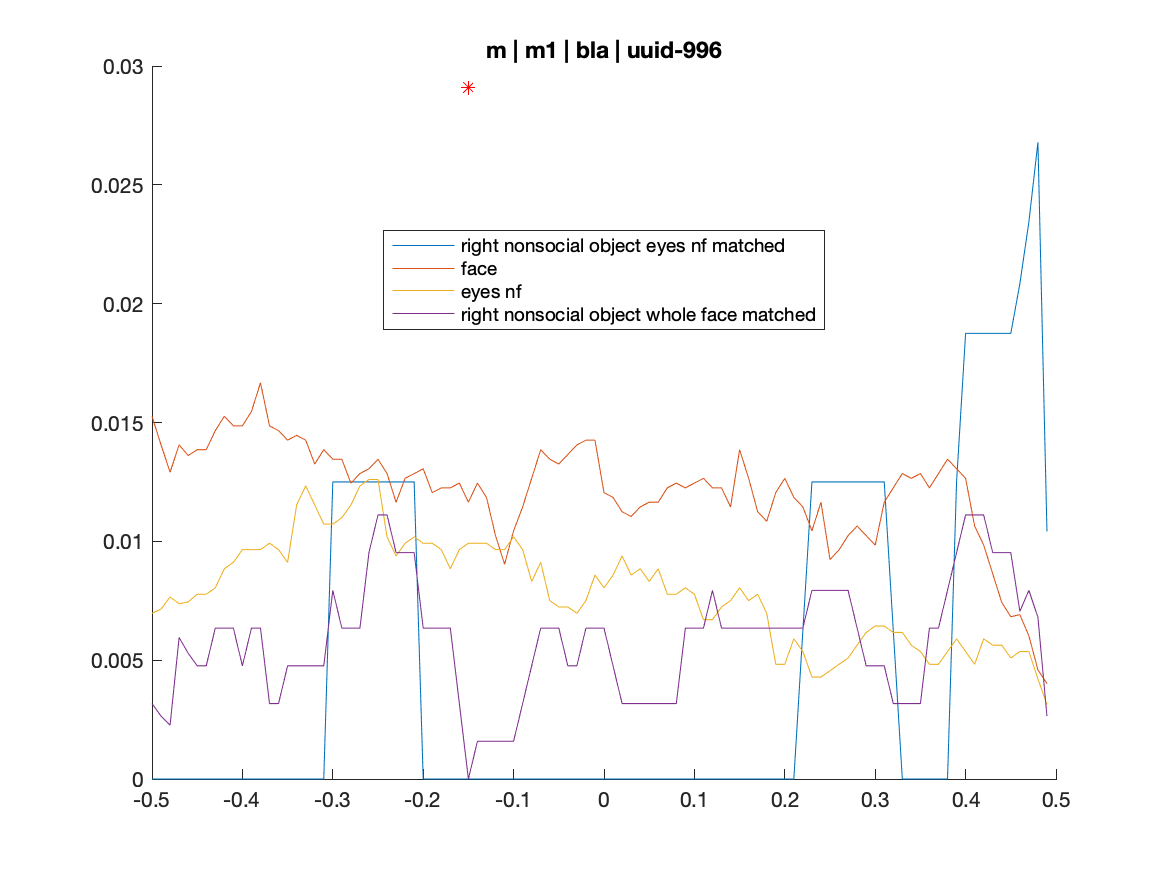 m | m1 | bla | uuid-996
0.03
0.025
0.02
0.015
0.01
0.005
0
right nonsocial object eyes nf matched
face
eyes nf
right nonsocial object whole face matched
-0.5 -0.4 -0.3 -0.2 -0.1 0 0.1 0.2 0.3 0.4 0.5